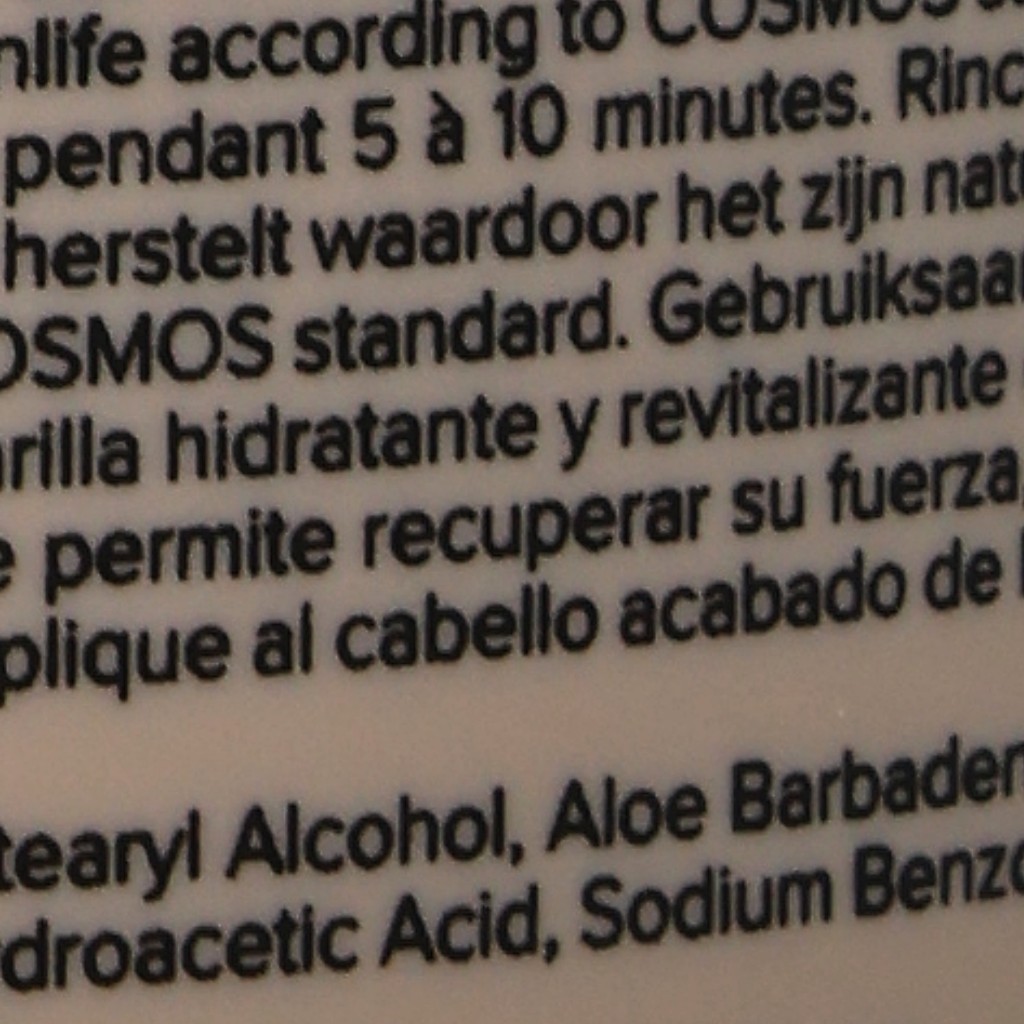 nlife according to COSMOS
pendant 5 à 10 minutes. Rinc
herstelt waardoor het zijn nat
OSMOS standard. Gebruiksaa
rilla hidratante y revitalizante
e permite recuperar su fuerza,
plique al cabello acabado de
tearyl Alcohol, Aloe Barbaden
droacetic Acid, Sodium Benzo